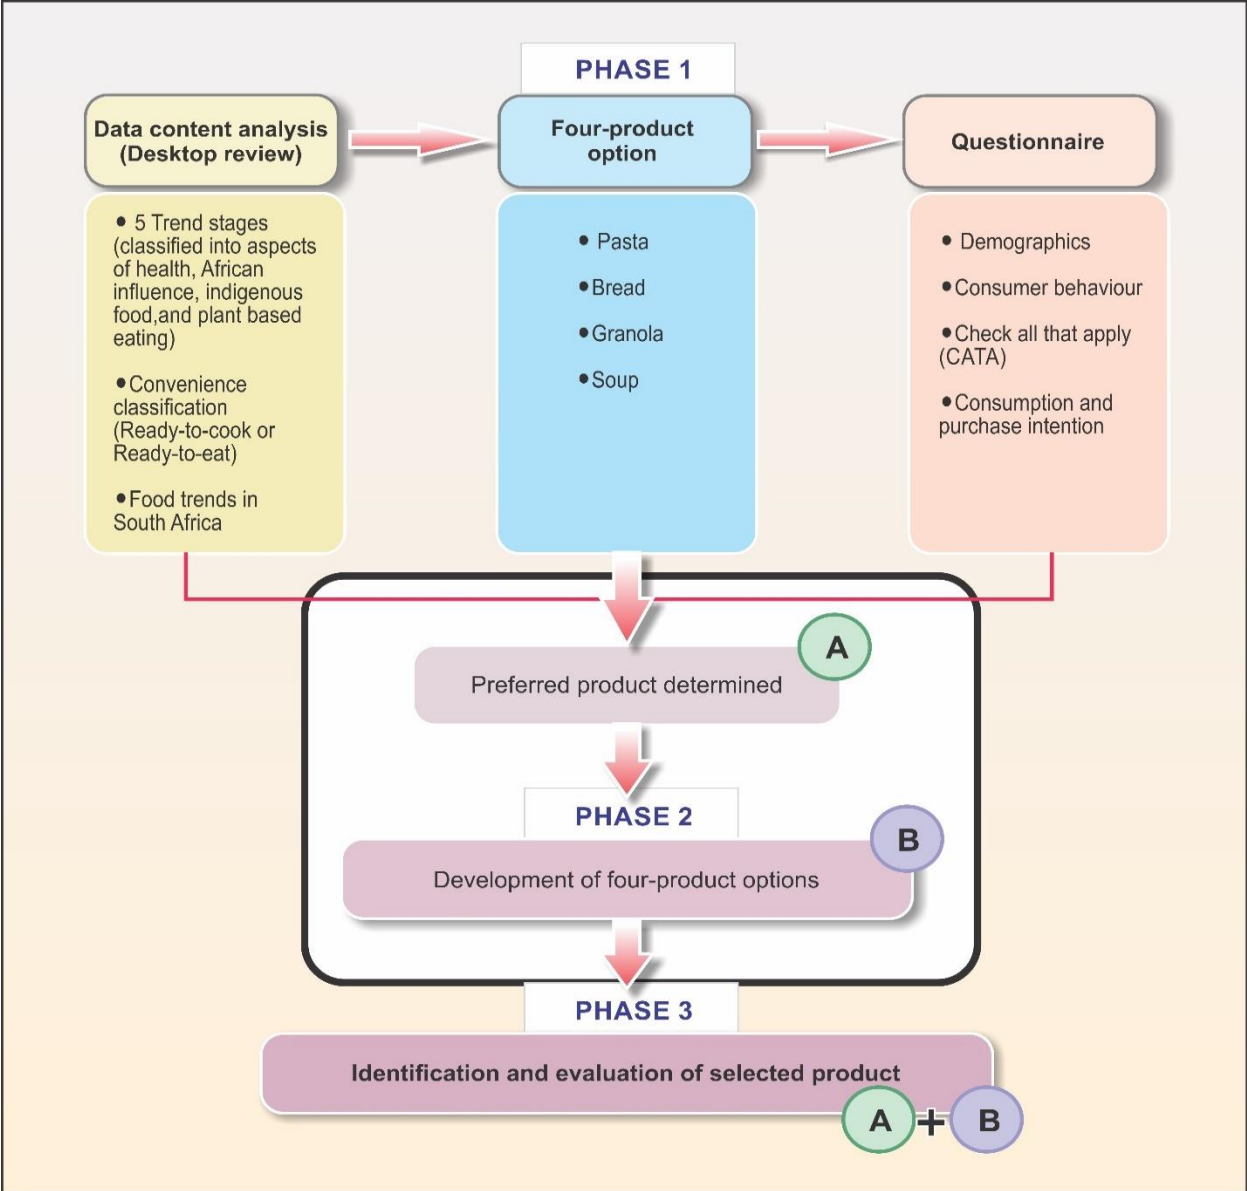 PHASE 1
Data content analysis
(Desktop review)
Four-product
option
Questionnaire
• 5 Trend stages
(classified into aspects
of health, African
influence, indigenous
food,and plant based
eating)
•Convenience
classification
(Ready-to-cook or
Ready-to-eat)
•Food trends in
South Africa
• Pasta
•Bread
•Granola
•Soup
• Demographics
•Consumer behaviour
•Check all that apply
(CATA)
•Consumption and
purchase intention
A
Preferred product determined
PHASE 2
B
Development of four-product options
PHASE 3
Identification and evaluation of selected product
A + B